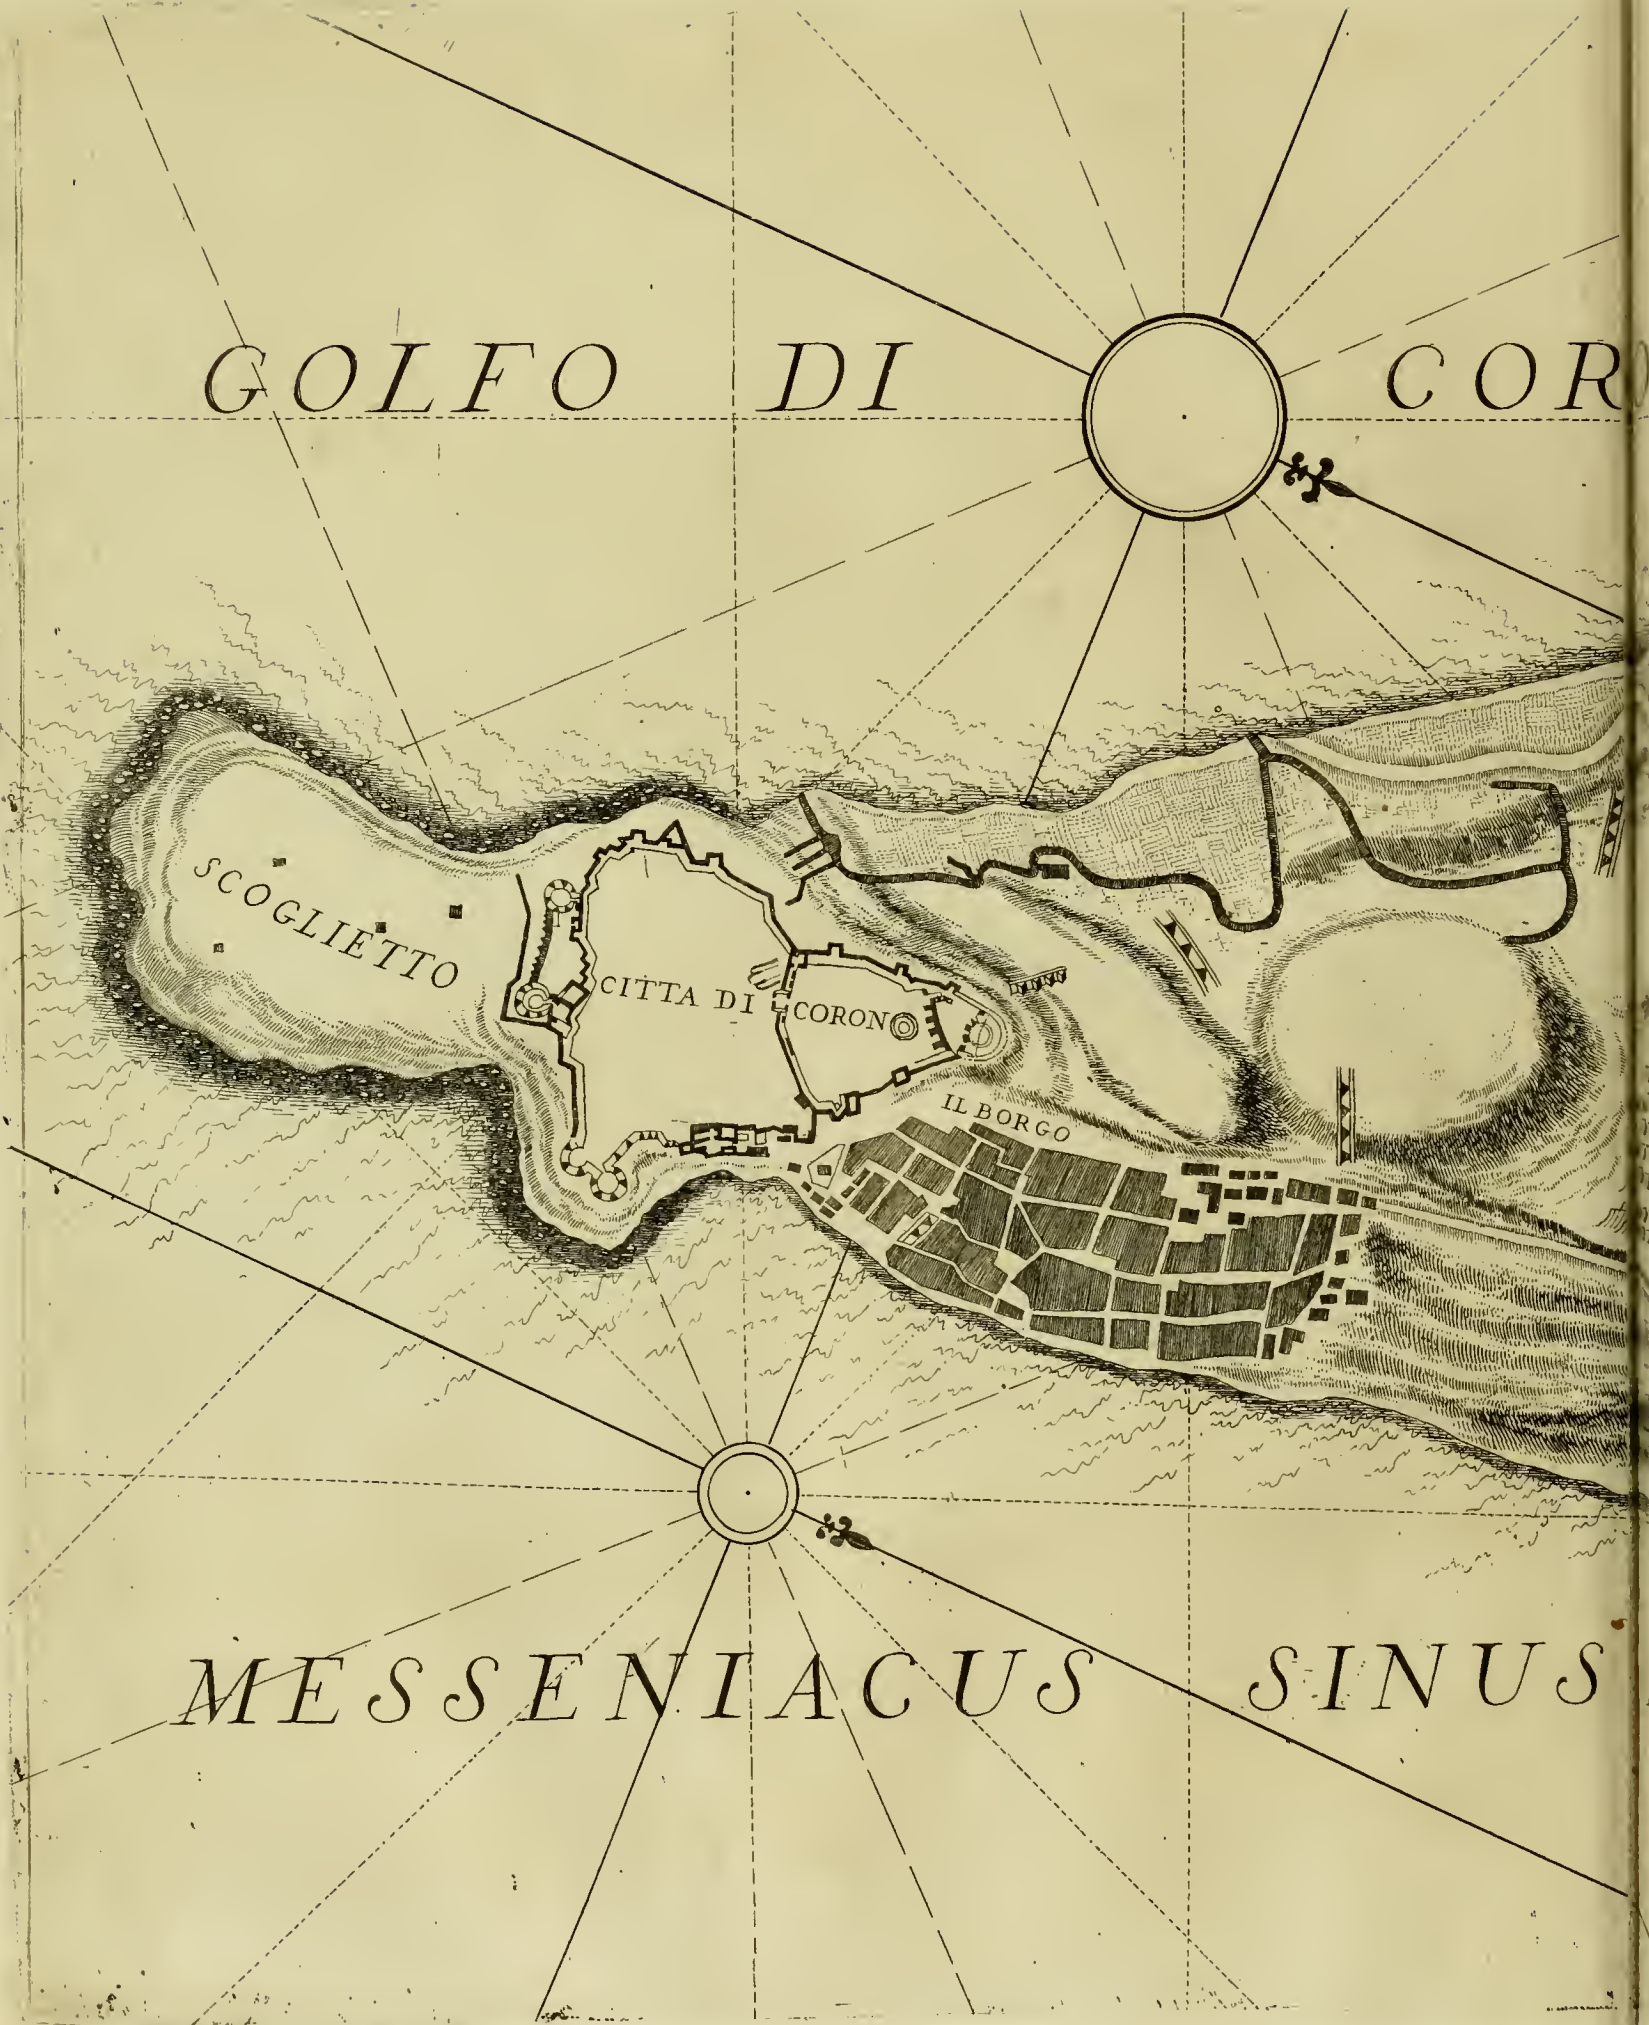 GOLFO DI COR
SCOGLIETTO
CITTA DI CORON
IL BORGO
MESSENIACUS SINUS